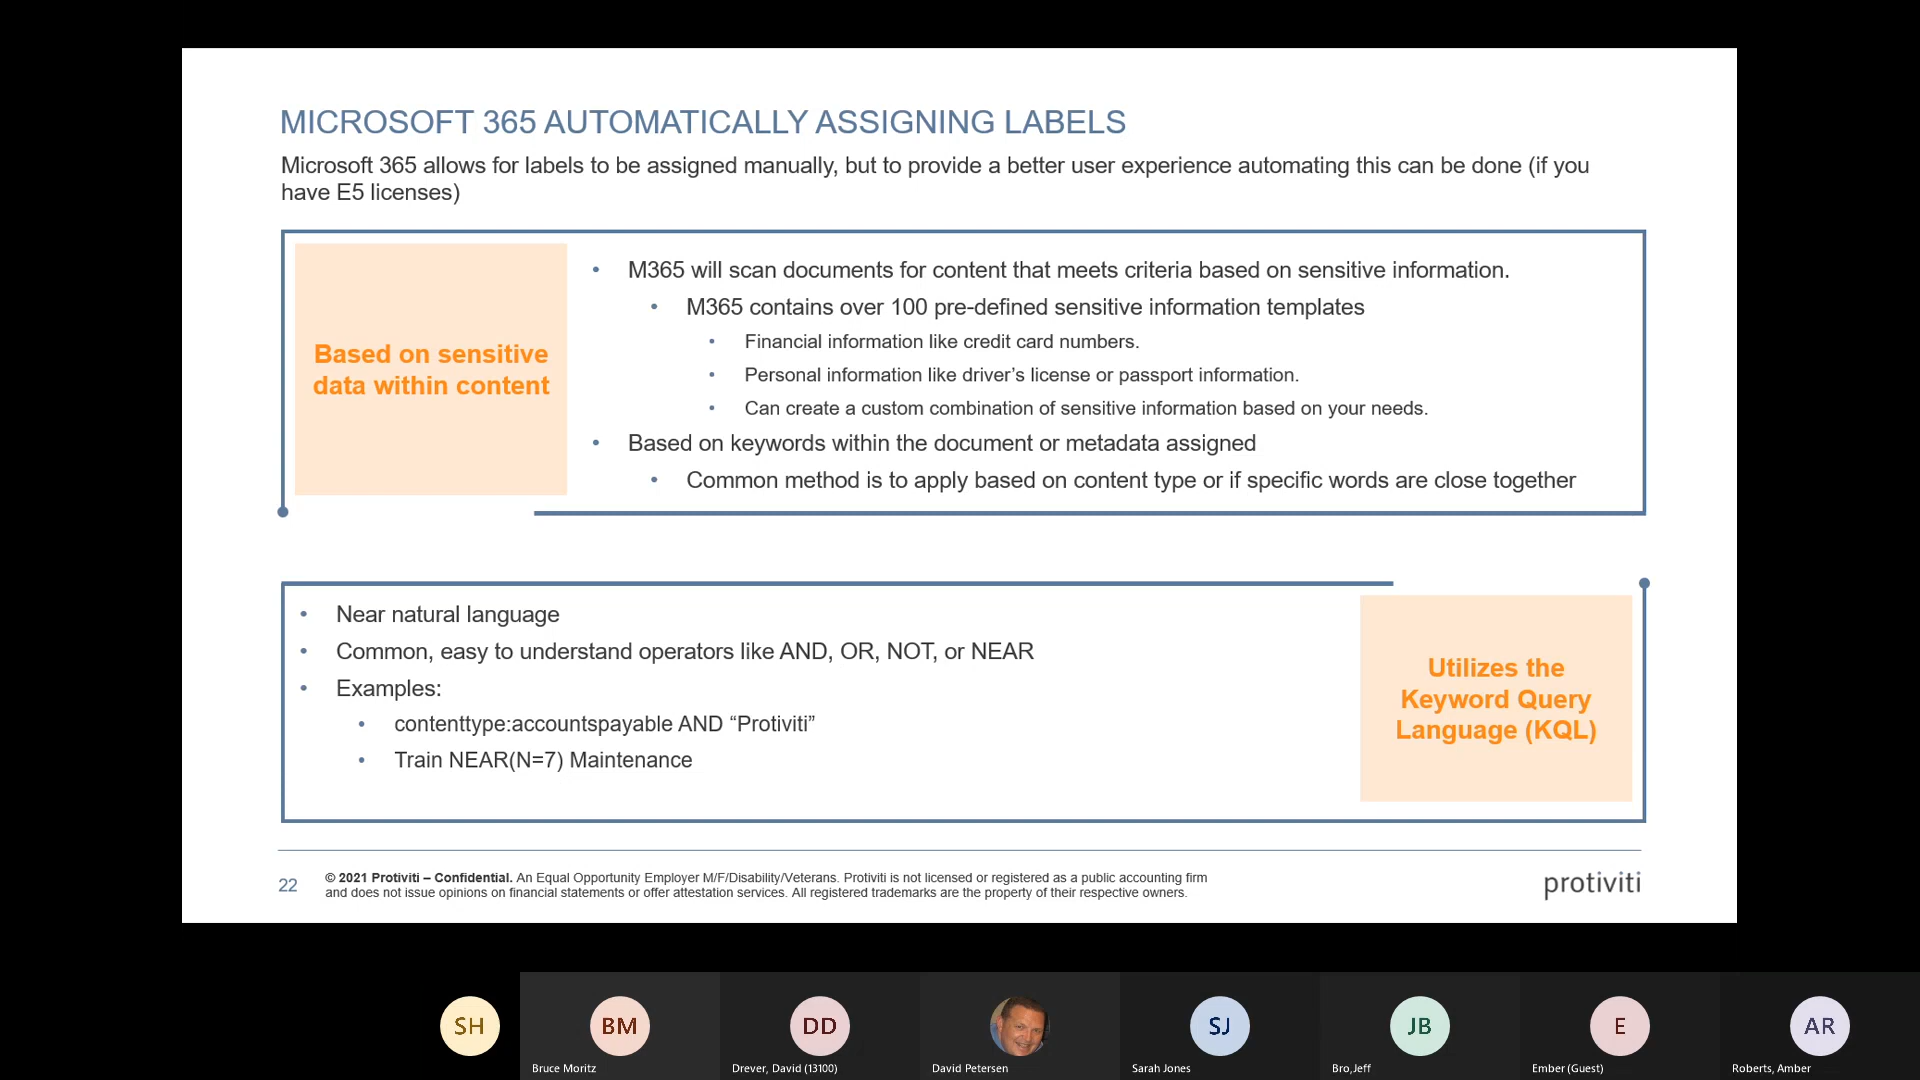 MICROSOFT 365 AUTOMATICALLY ASSIGNING LABELS
Microsoft 365 allows for labels to be assigned manually, but to provide a better user experience automating this can be done (if you
have E5 licenses)
Based on sensitive
data within content
• M365 will scan documents for content that meets criteria based on sensitive information.
• M365 contains over 100 pre-defined sensitive information templates
• Financial information like credit card numbers.
• Personal information like driver’s license or passport information.
• Can create a custom combination of sensitive information based on your needs.
• Based on keywords within the document or metadata assigned
• Common method is to apply based on content type or if specific words are close together
• Near natural language
• Common, easy to understand operators like AND, OR, NOT, or NEAR
• Examples:
• contenttype:accountspayable AND “Protiviti”
• Train NEAR(N=7) Maintenance
Utilizes the
Keyword Query
Language (KQL)
22
© 2021 Protiviti – Confidential. An Equal Opportunity Employer M/F/Disability/Veterans. Protiviti is not licensed or registered as a public accounting firm
and does not issue opinions on financial statements or offer attestation services. All registered trademarks are the property of their respective owners.
protiviti
SH
BM
DD
SJ
JB
E
AR
Bruce Moritz
Drever, David (13100)
David Petersen
Sarah Jones
Bro,Jeff
Ember (Guest)
Roberts, Amber